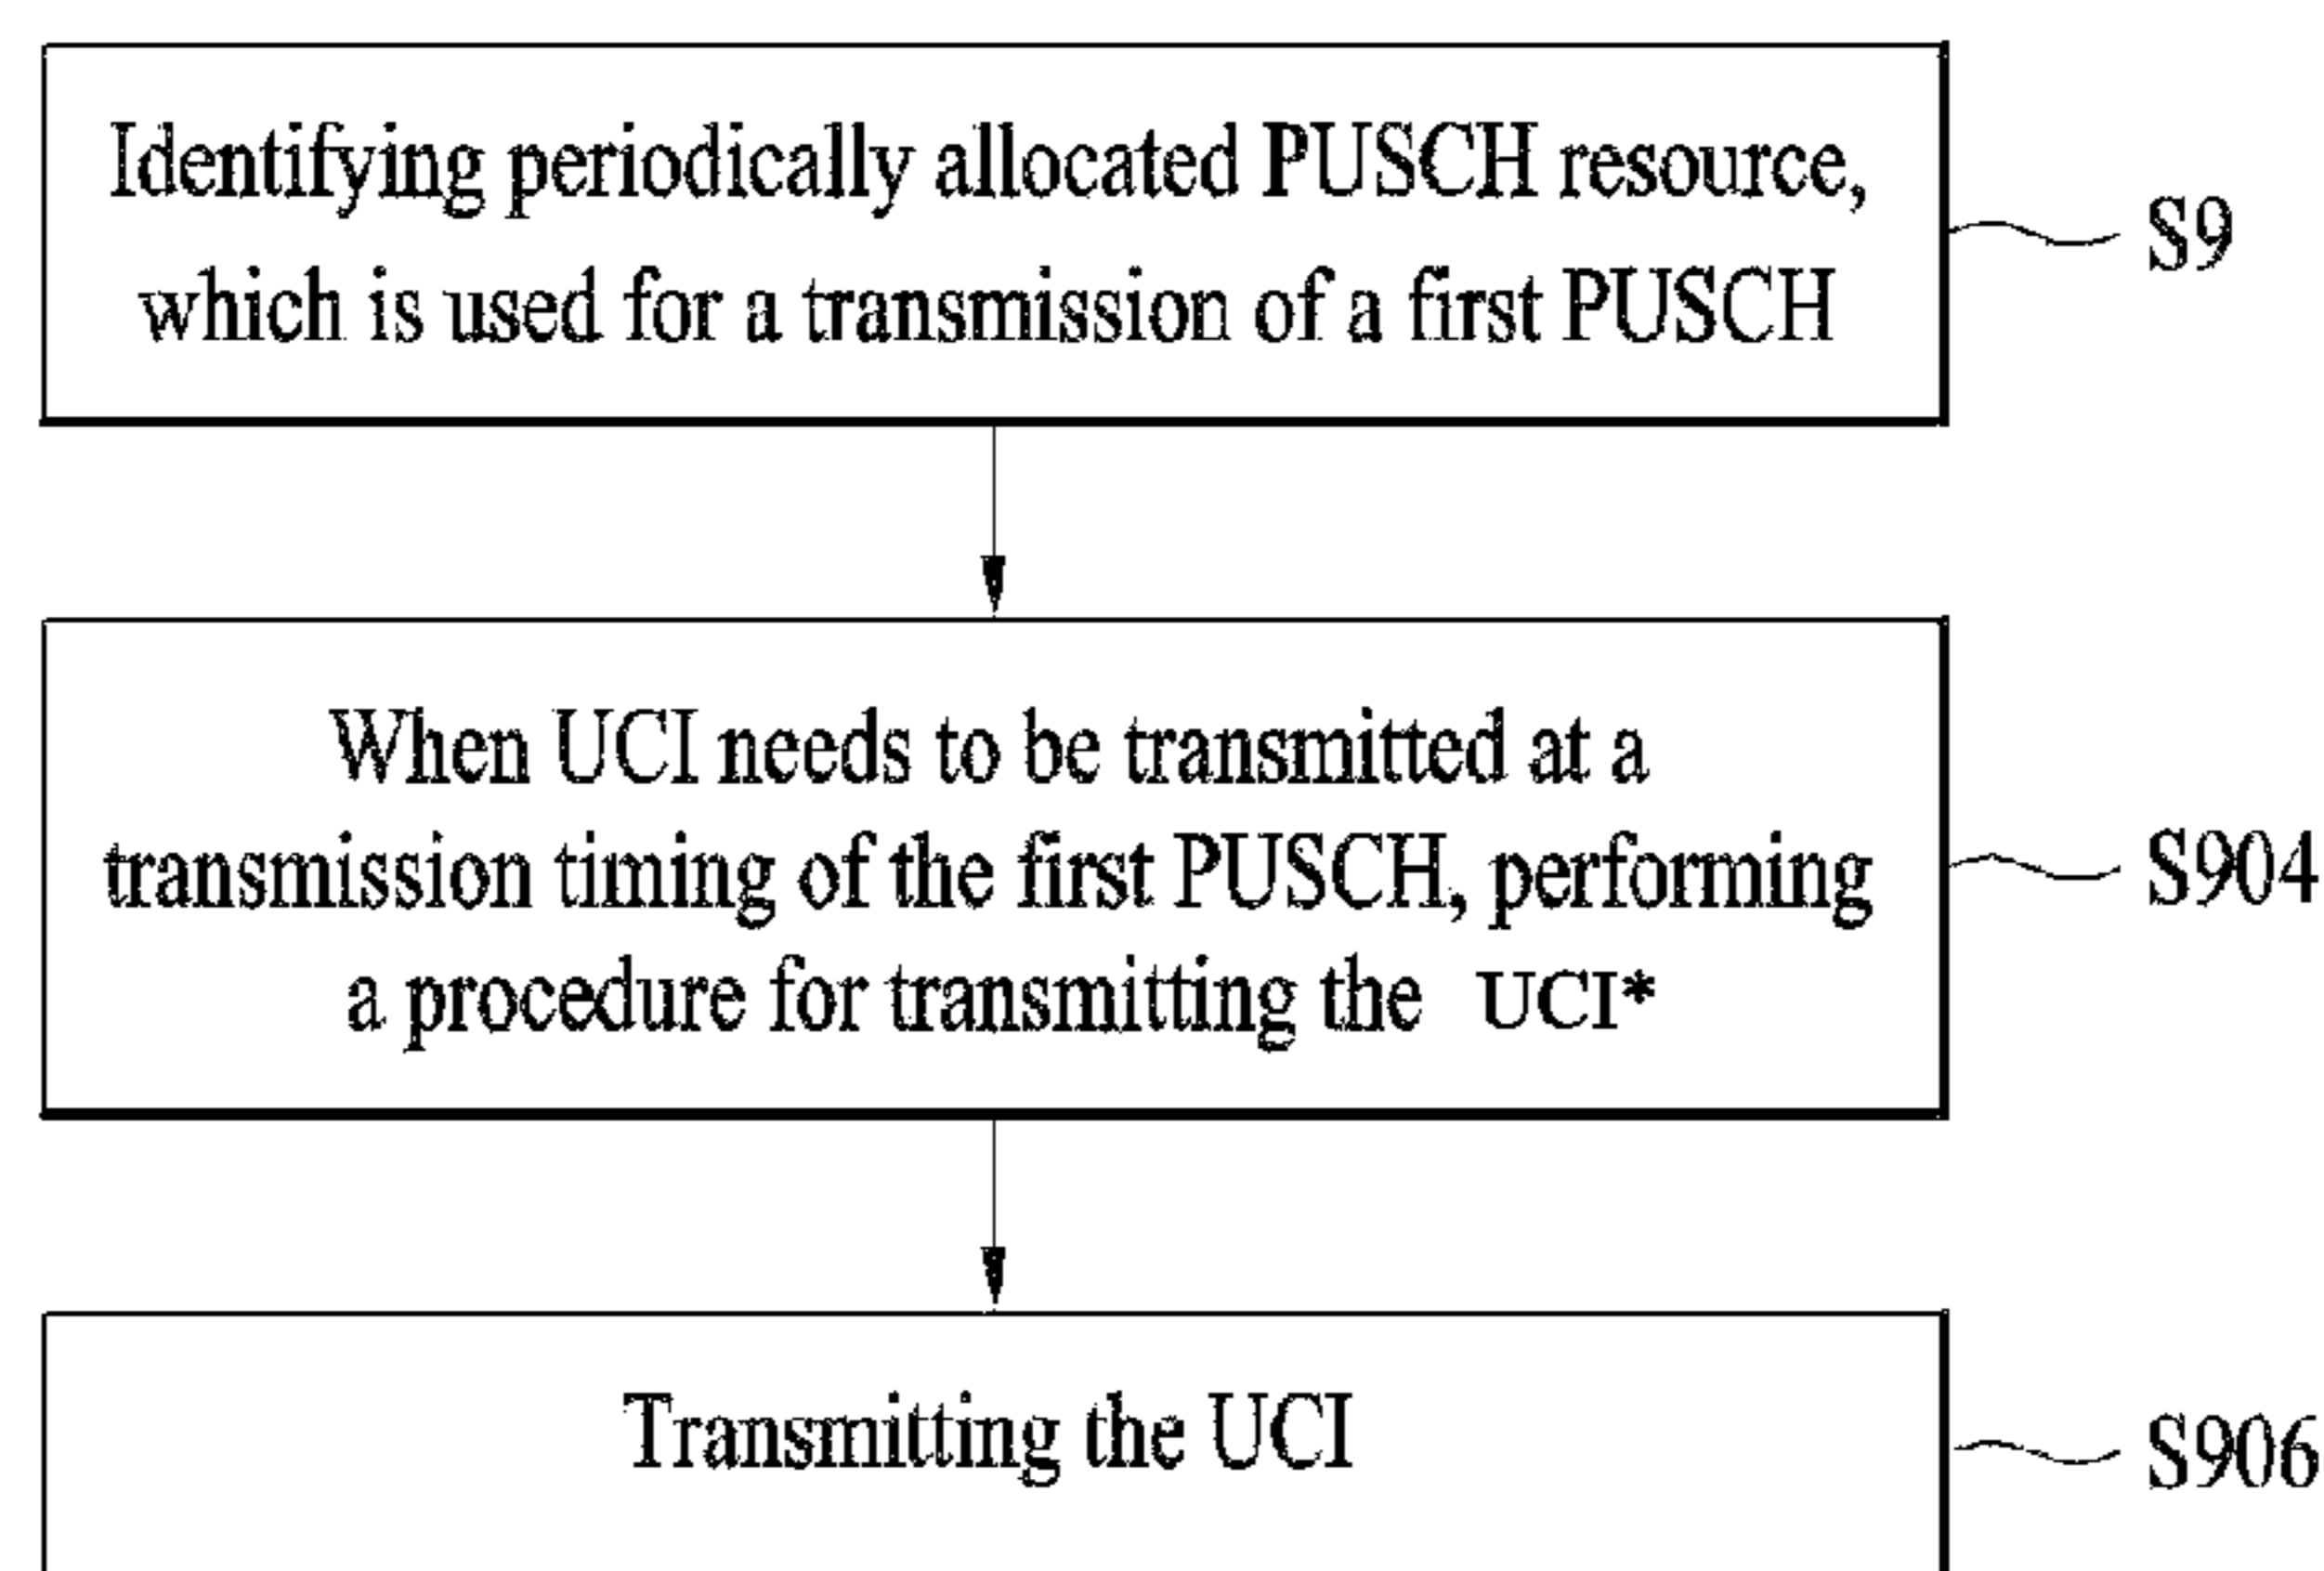 Identifying periodically allocated PUSCH resource,
which is used for a transmission of a first PUSCH
S9
When UCI needs to be transmitted at a
transmission timing of the first PUSCH, performing
a procedure for transmitting the UCI*
S904
Transmitting the UCI
S906